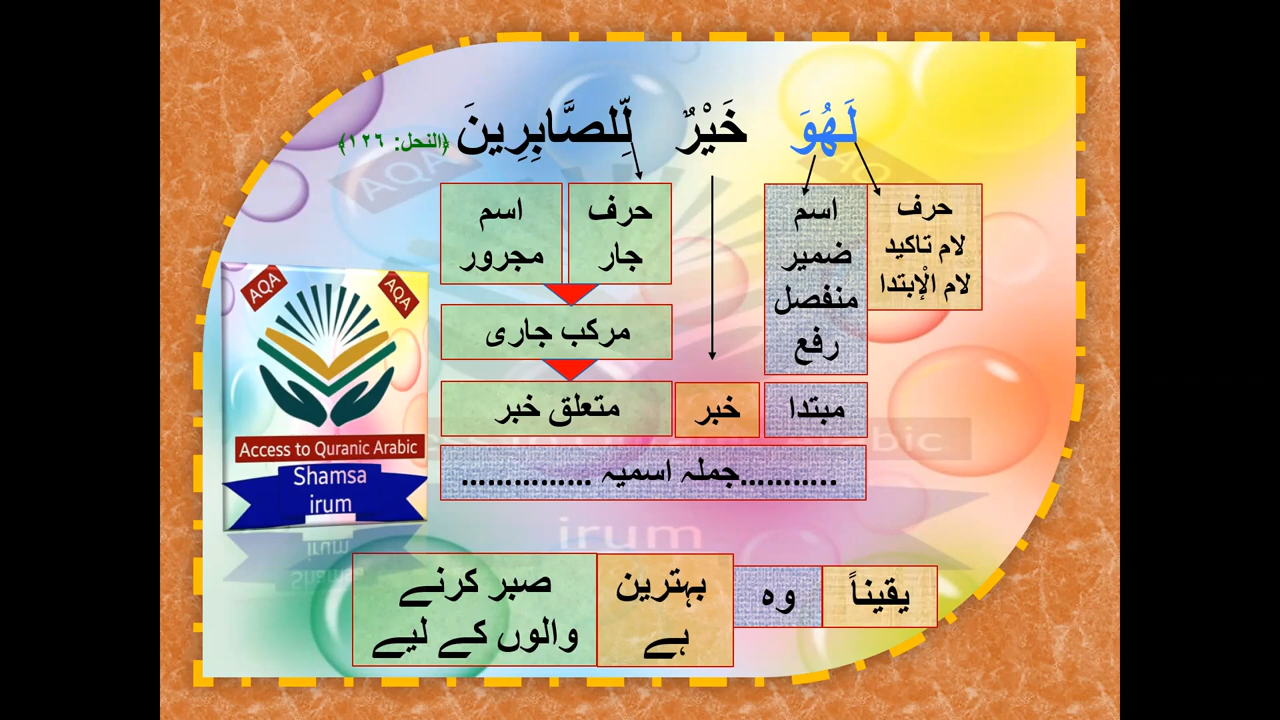 لَهُوَ خَيْرٌ لِّلصَّابِرِينَ ﴿النحل: ١٢٦﴾
حرف
لام تاکید
لام الْاِبتدا
اسم
ضمیر
منفصل
رفع
حرف
جار
اسم
مجرور
مرکب جاری
مبتدا
خبر
متعلق خبر
...........جملہ اسمیہ ...............
یقیناً
وہ
بہترین
ہے
صبر کرنے
والوں کے لیے
AQA
AQA
Access to Quranic Arabic
Shamsa
irum